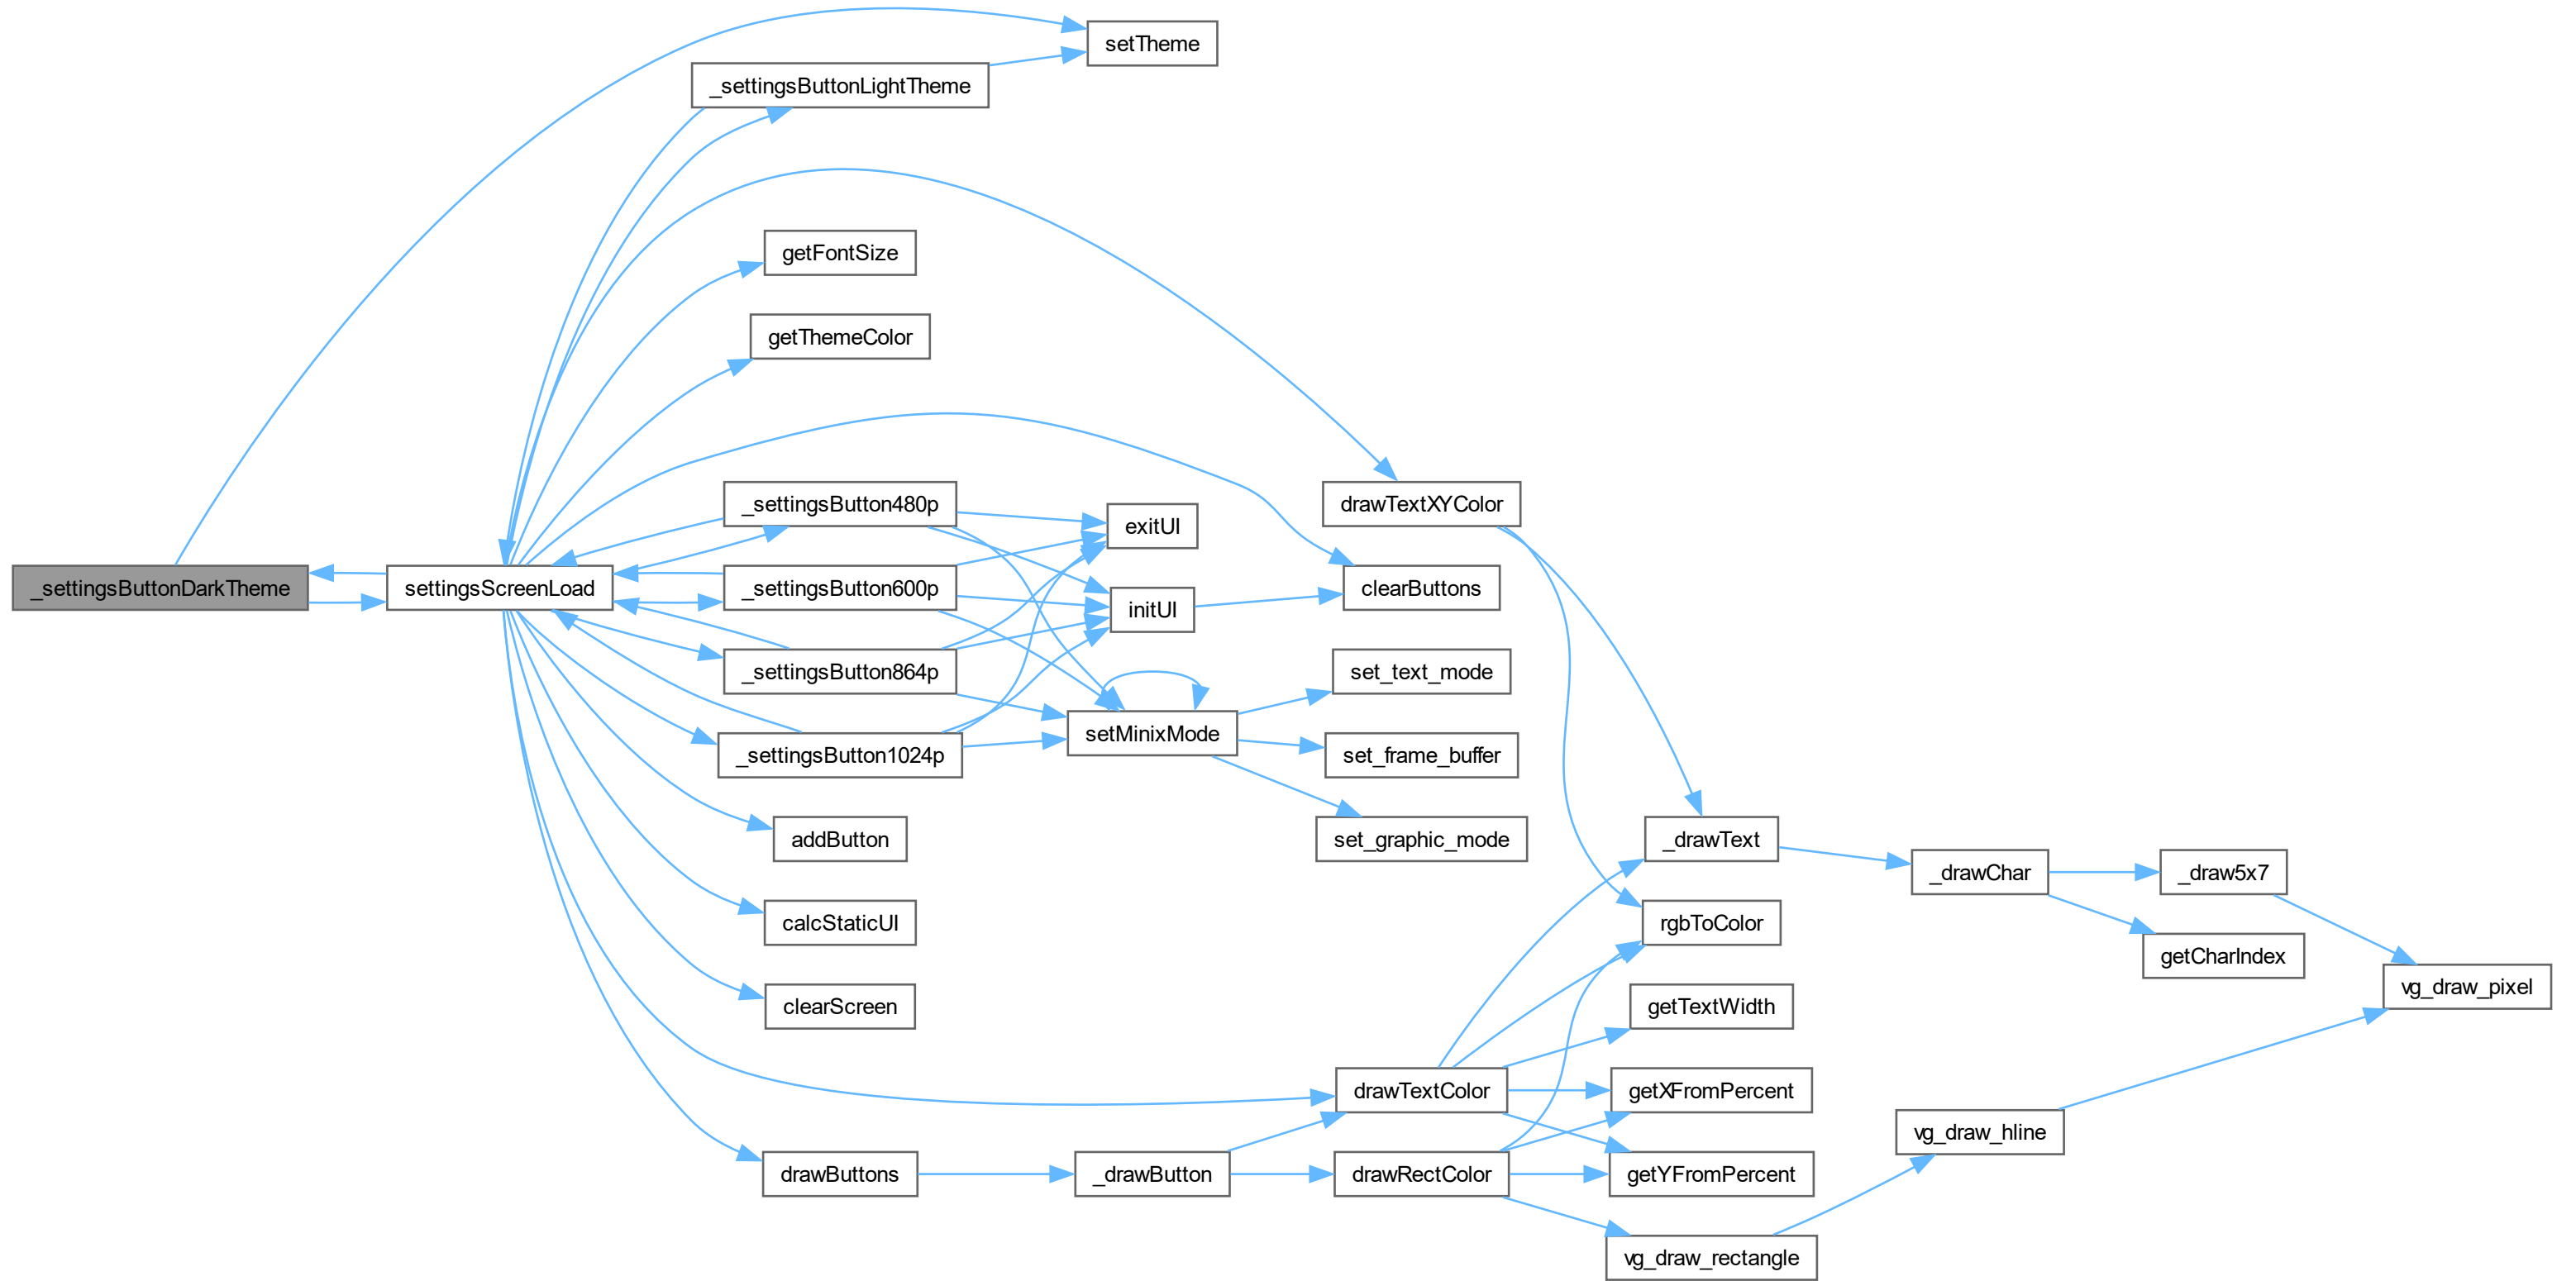 setTheme
_settingsButtonLightTheme
getFontSize
getThemeColor
_settingsButton480p
drawTextXYColor
exitUI
_settingsButtonDarkTheme
settingsScreenLoad
_settingsButton600p
clearButtons
initUI
_settingsButton864p
set_text_mode
setMinixMode
_settingsButton1024p
set_frame_buffer
addButton
set_graphic_mode
_drawText
_drawChar
_draw5x7
calcStaticUI
rgbToColor
getCharIndex
vg_draw_pixel
clearScreen
getTextWidth
drawTextColor
getXFromPercent
vg_draw_hline
drawButtons
_drawButton
drawRectColor
getYFromPercent
vg_draw_rectangle